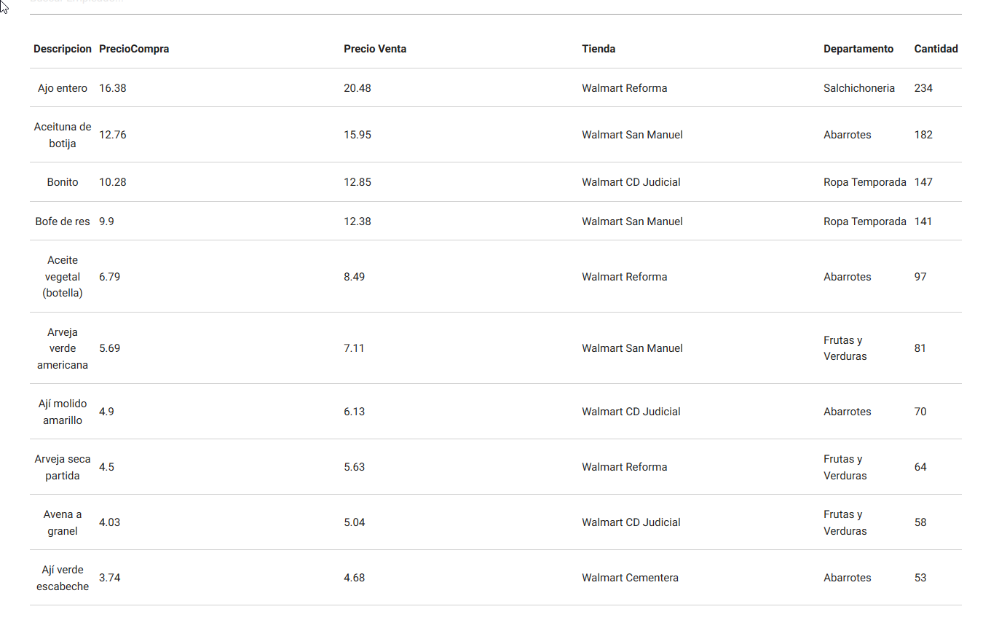 Descripcion PrecioCompra Precio Venta Tienda Departamento Cantidad
Ajo entero 16.38 20.48 Walmart Reforma Salchichoneria 234
Aceituna de
botija 12.76 15.95 Walmart San Manuel Abarrotes 182
Bonito 10.28 12.85 Walmart CD Judicial Ropa Temporada 147
Bofe de res 9.9 12.38 Walmart San Manuel Ropa Temporada 141
Aceite
vegetal 6.79 8.49 Walmart Reforma Abarrotes 97
(botella)
Arveja
verde 5.69 7.11 Walmart San Manuel Frutas y
Verduras 81
americana
Ají molido
amarillo 4.9 6.13 Walmart CD Judicial Abarrotes 70
Arveja seca
partida 4.5 5.63 Walmart Reforma Frutas y
Verduras 64
Avena a
granel 4.03 5.04 Walmart CD Judicial Frutas y
Verduras 58
Ají verde
escabeche 3.74 4.68 Walmart Cementera Abarrotes 53